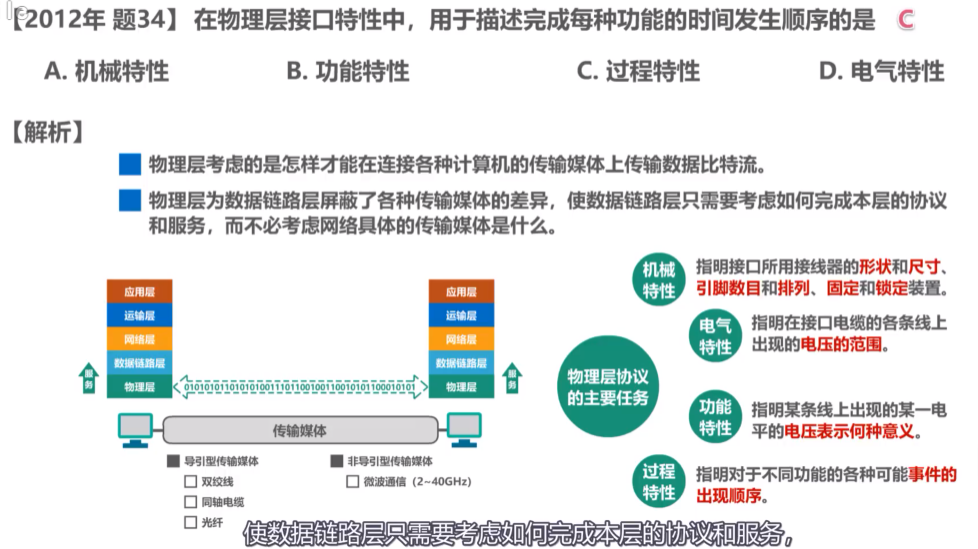 【2012年 题34】 在物理层接口特性中，用于描述完成每种功能的时间发生顺序的是 C
A. 机械特性 B. 功能特性 C. 过程特性 D. 电气特性
【解析】
物理层考虑的是怎样才能在连接各种计算机的传输媒体上传输数据比特流。
物理层为数据链路层屏蔽了各种传输媒体的差异，使数据链路层只需要考虑如何完成本层的协议
和服务，而不必考虑网络具体的传输媒体是什么。
应用层
运输层
网络层
数据链路层
物理层
服务
010101011010101001110110010011001010110001010​1
应用层
运输层
网络层
数据链路层
物理层
服务
传输媒体
导引型传输媒体
双绞线
同轴电缆
光纤
非导引型传输媒体
微波通信（2~40GHz）
物理层协议
的主要任务
机械
特性
指明接口所用接线器的形状和尺寸、
引脚数目和排列、固定和锁定装置。
电气
特性
指明在接口电缆的各条线上
出现的电压的范围。
功能
特性
指明某条线上出现的某一电
平的电压表示何种意义。
过程
特性
指明对于不同功能的各种可能事件的
出现顺序。
使数据链路层只需要考虑如何完成本层的协议和服务，